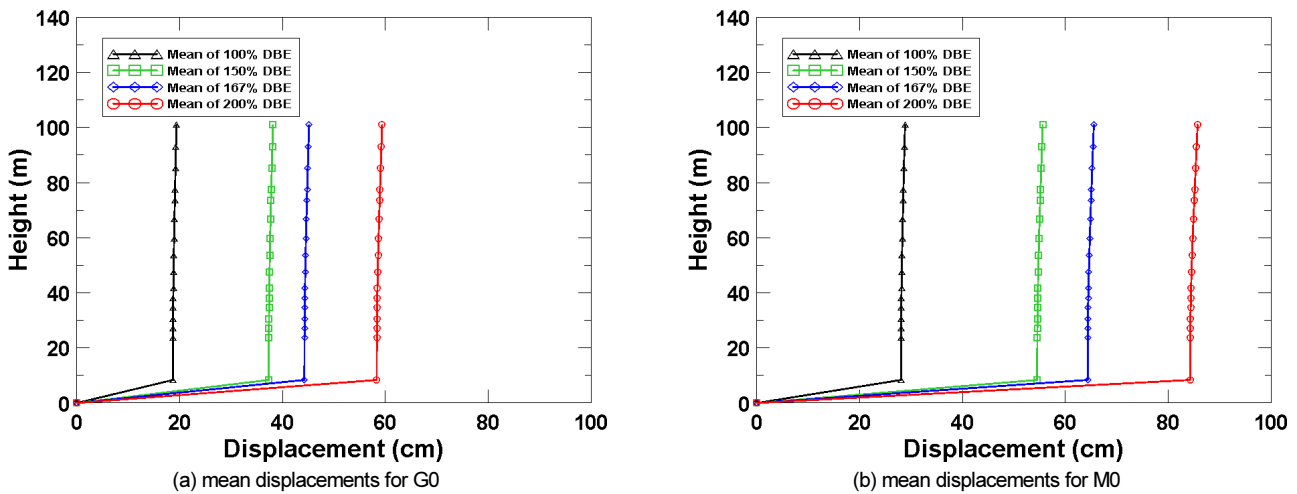 140
120
100
80
60
40
20
0
Height (m)
Mean of 100% DBE
Mean of 150% DBE
Mean of 167% DBE
Mean of 200% DBE
0 20 40 60 80 100
Displacement (cm)
(a) mean displacements for G0
140
120
100
80
60
40
20
0
Height (m)
Mean of 100% DBE
Mean of 150% DBE
Mean of 167% DBE
Mean of 200% DBE
0 20 40 60 80 100
Displacement (cm)
(b) mean displacements for M0